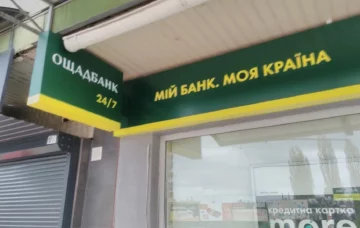 ОЩАДБАНК
24/7
МІЙ БАНК. МОЯ КРАЇНА
кредитна картка
more